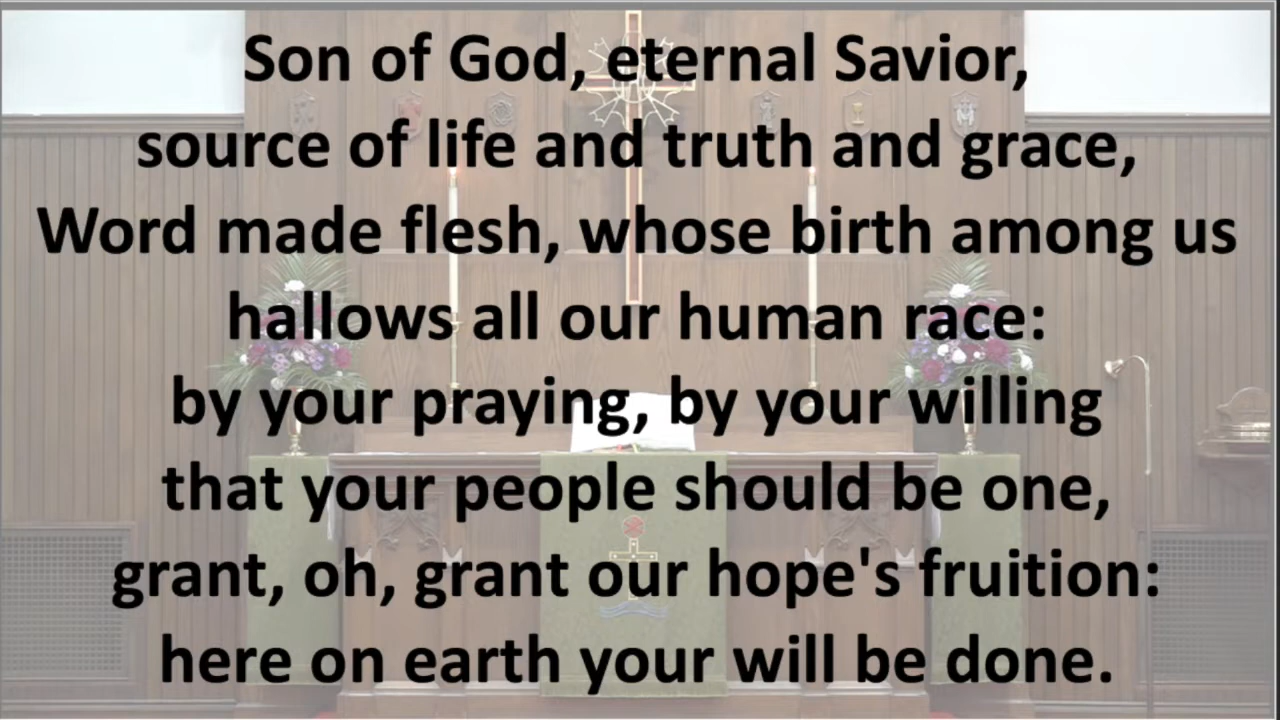 Son of God, eternal Savior,
source of life and truth and grace,
Word made flesh, whose birth among us
hallows all our human race:
by your praying, by your willing
that your people should be one,
grant, oh, grant our hope's fruition:
here on earth your will be done.